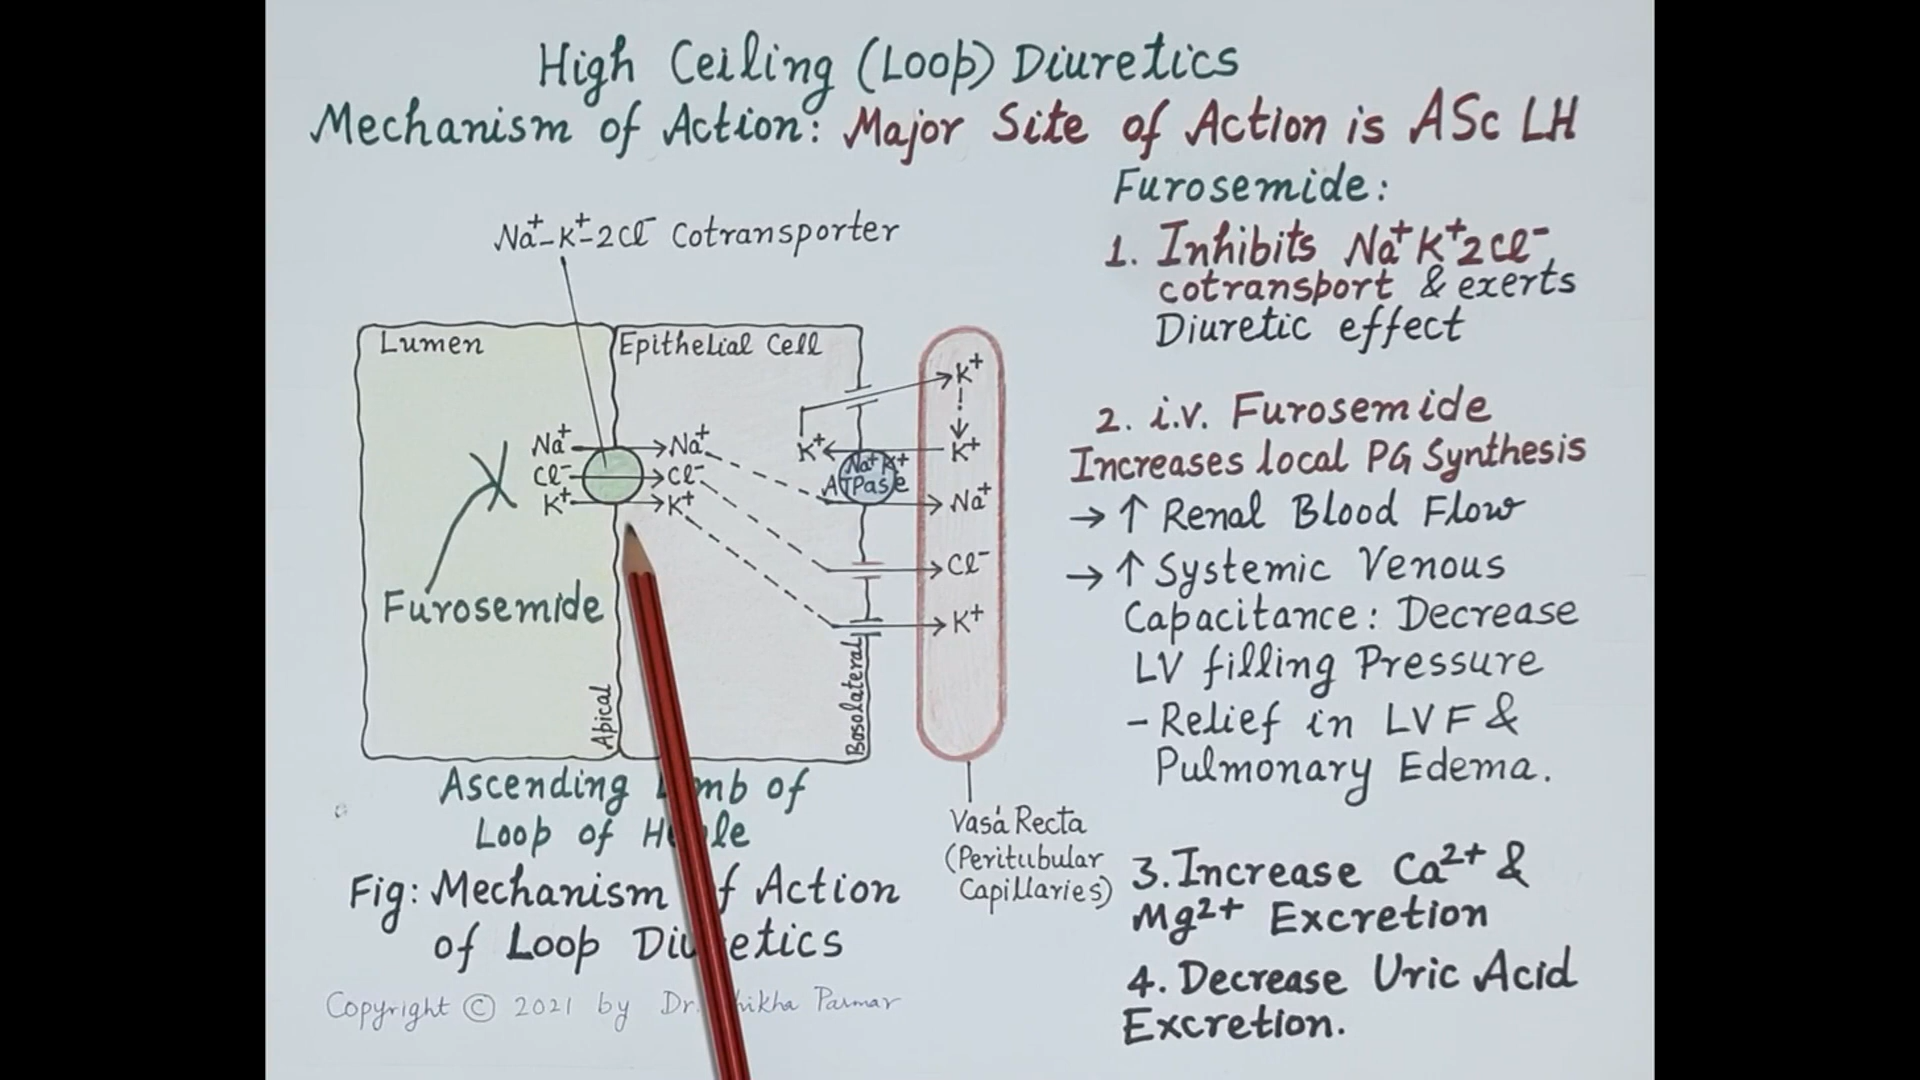 High Ceiling (Loop) Diuretics
Mechanism of Action: Major Site of Action is ASc LH
Na⁺-K⁺-2Cl⁻ Cotransporter
Lumen
Epithelial Cell
Na⁺
Cl⁻
K⁺
Na⁺
Cl⁻
K⁺
K⁺
Na⁺ K⁺
ATPase
K⁺
K⁺
Na⁺
Cl⁻
K⁺
Furosemide
Apical
Bosolateral
Ascending
Loop of
Fig: Mechanism of Action
of Loop Diuretics
Vasa Recta
(Peritubular
Capillaries)
Copyright © 2021 by Dr. Parmar
Furosemide:
1. Inhibits Na⁺K⁺2Cl⁻
cotransport & exerts
Diuretic effect
2. i.v. Furosemide
Increases local PG Synthesis
→ ↑ Renal Blood Flow
→ ↑ Systemic Venous
Capacitance: Decrease
LV filling Pressure
- Relief in LVF &
Pulmonary Edema.
3. Increase Ca²⁺ &
Mg²⁺ Excretion
4. Decrease Uric Acid
Excretion.